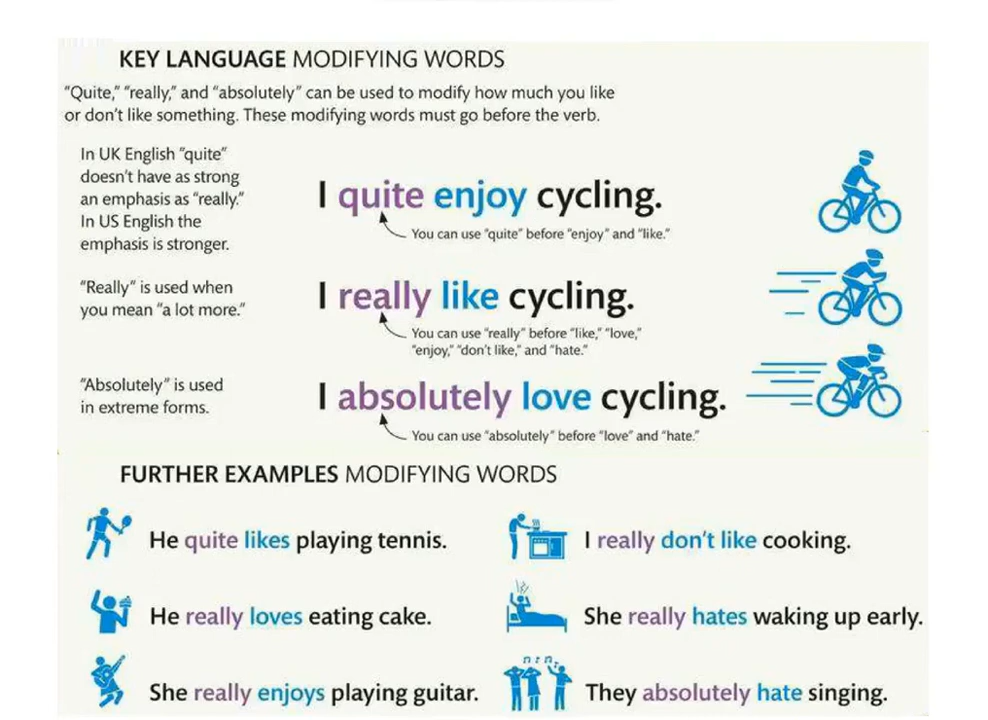 KEY LANGUAGE MODIFYING WORDS
"Quite," "really," and "absolutely" can be used to modify how much you like
or don't like something. These modifying words must go before the verb.
In UK English "quite"
doesn't have as strong
an emphasis as "really."
In US English the
emphasis is stronger.
I quite enjoy cycling.
You can use "quite" before "enjoy" and "like."
"Really" is used when
you mean "a lot more."
I really like cycling.
You can use "really" before "like," "love,"
"enjoy," "don't like," and "hate."
"Absolutely" is used
in extreme forms.
I absolutely love cycling.
You can use "absolutely" before "love" and "hate."
FURTHER EXAMPLES MODIFYING WORDS
He quite likes playing tennis.
I really don't like cooking.
He really loves eating cake.
She really hates waking up early.
She really enjoys playing guitar.
They absolutely hate singing.